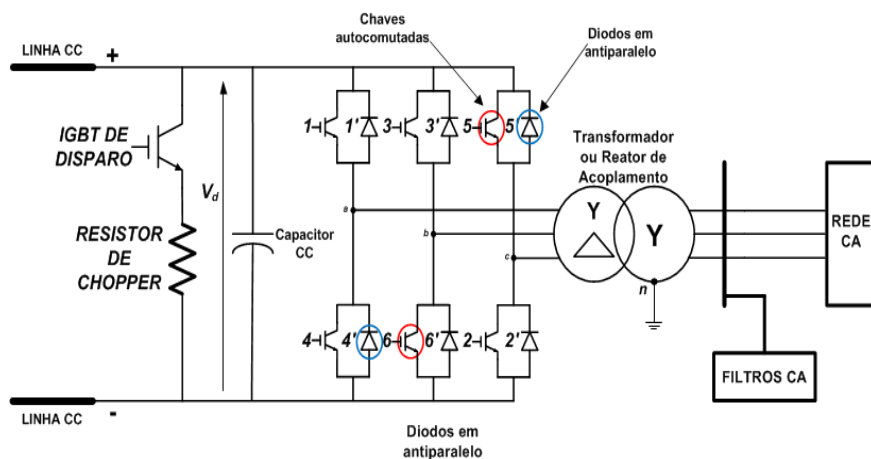 Chaves
autocomutadas
Diodos em
antiparalelo
LINHA CC
+
IGBT DE
DISPARO
RESISTOR
DE
CHOPPER
Vd
Capacitor
CC
1
1'
3
3'
5
5
a
b
c
4
4'
6
6'
2
2'
Transformador
ou Reator de
Acoplamento
Y
Y
n
REDE
CA
FILTROS CA
LINHA CC
-
Diodos em
antiparalelo